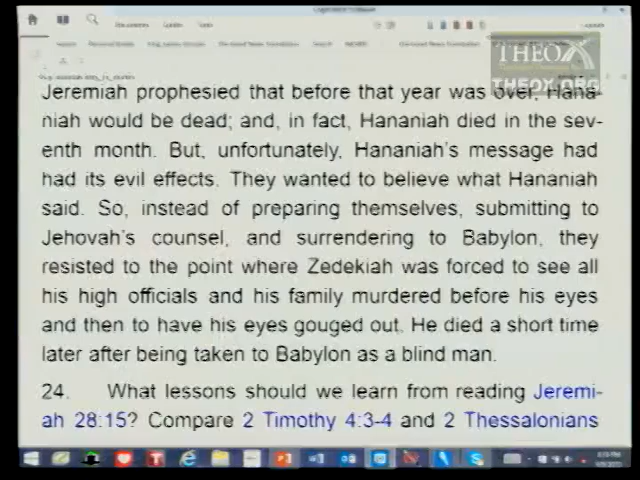 THEOX
THEOX.ORG
Jeremiah prophesied that before that year was over, Hana-
niah would be dead; and, in fact, Hananiah died in the sev-
enth month. But, unfortunately, Hananiah's message had
had its evil effects. They wanted to believe what Hananiah
said. So, instead of preparing themselves, submitting to
Jehovah's counsel, and surrendering to Babylon, they
resisted to the point where Zedekiah was forced to see all
his high officials and his family murdered before his eyes
and then to have his eyes gouged out. He died a short time
later after being taken to Babylon as a blind man.
24. What lessons should we learn from reading Jeremi-
ah 28:15? Compare 2 Timothy 4:3-4 and 2 Thessalonians